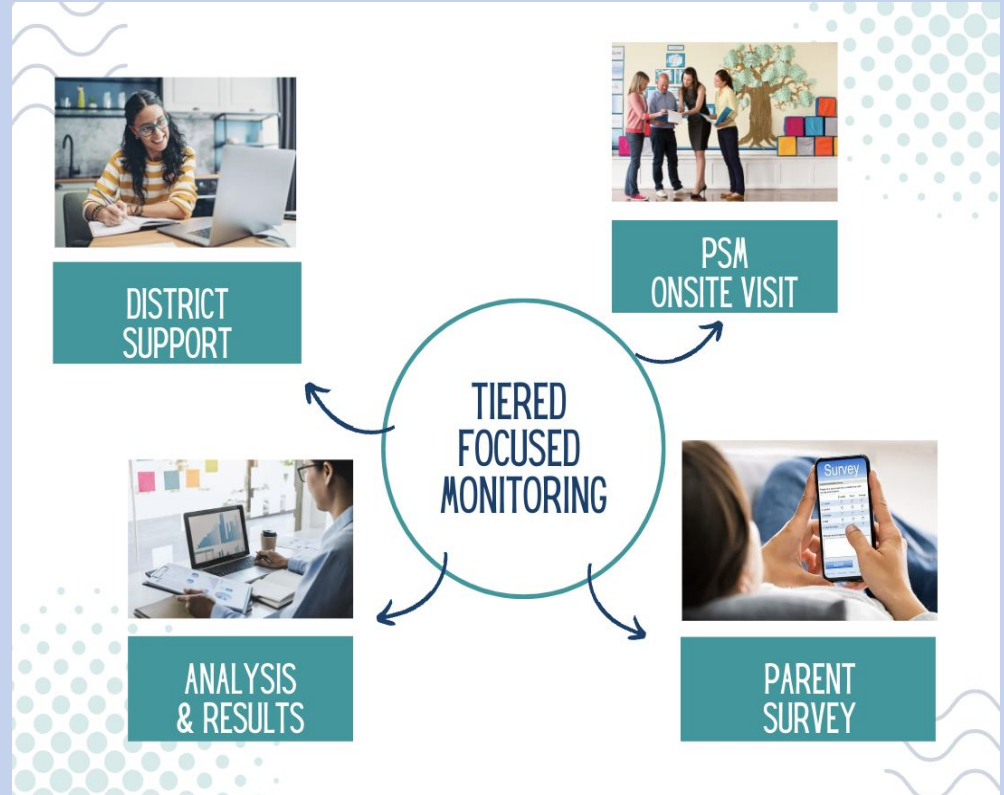 DISTRICT
SUPPORT
PSM
ONSITE VISIT
TIERED
FOCUSED
MONITORING
Survey
ANALYSIS
& RESULTS
PARENT
SURVEY